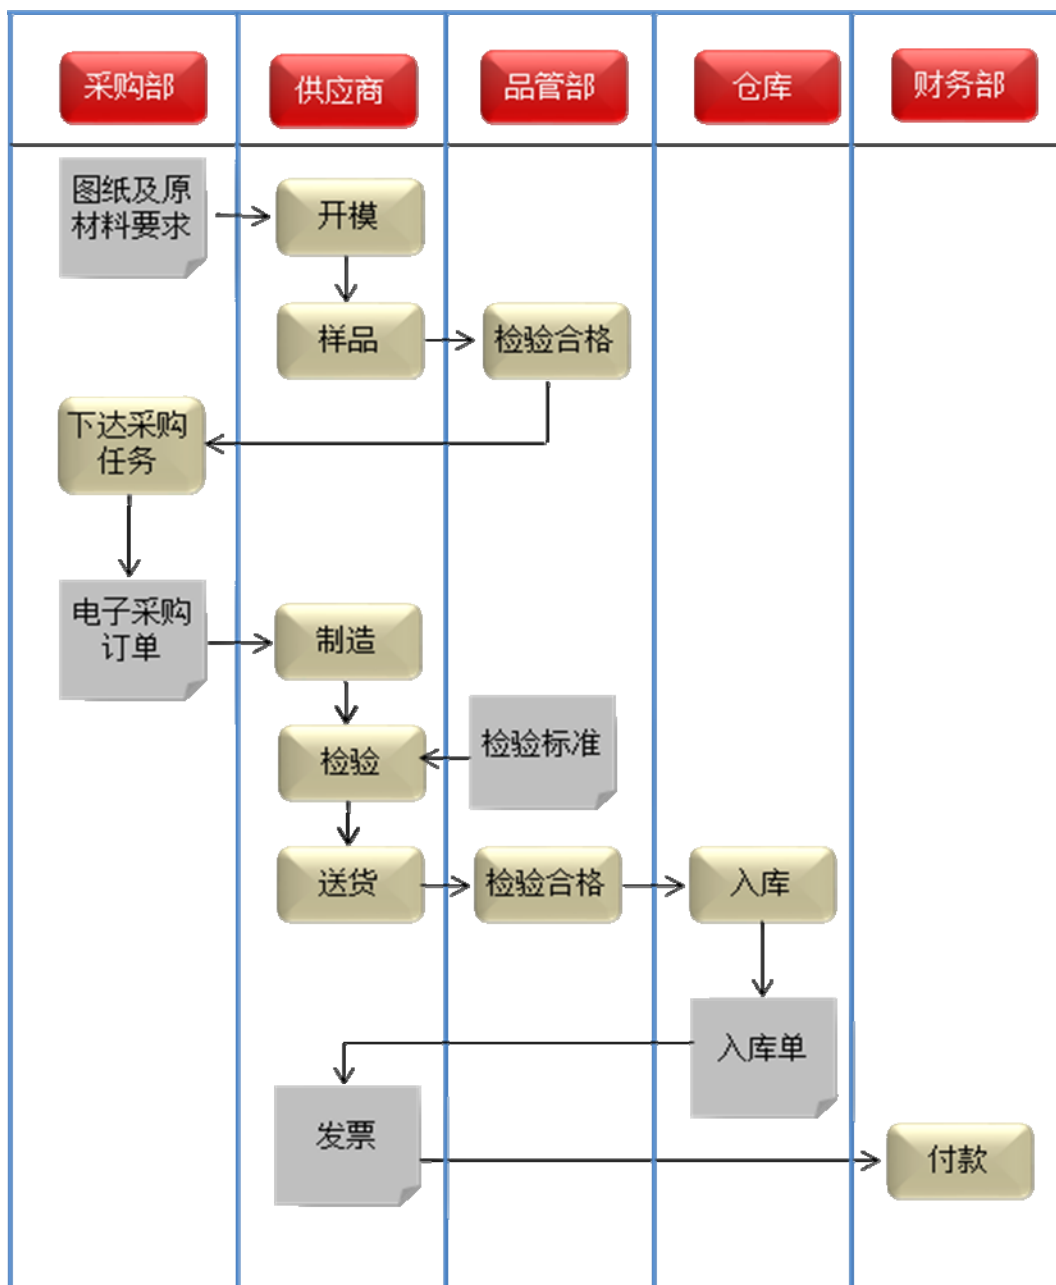 采购部
供应商
品管部
仓库
财务部
图纸及原
材料要求
开模
样品
检验合格
下达采购
任务
电子采购
订单
制造
检验标准
检验
送货
检验合格
入库
入库单
发票
付款